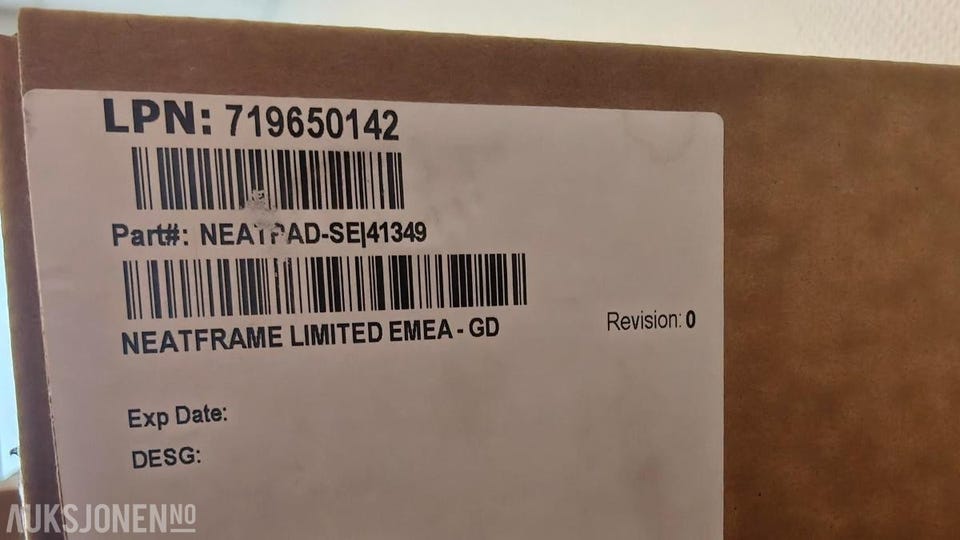 LPN: 719650142
Part#: NEATPAD-SE|41349
NEATFRAME LIMITED EMEA - GD
Revision: 0
Exp Date:
DESG:
AUKSJONEN NO